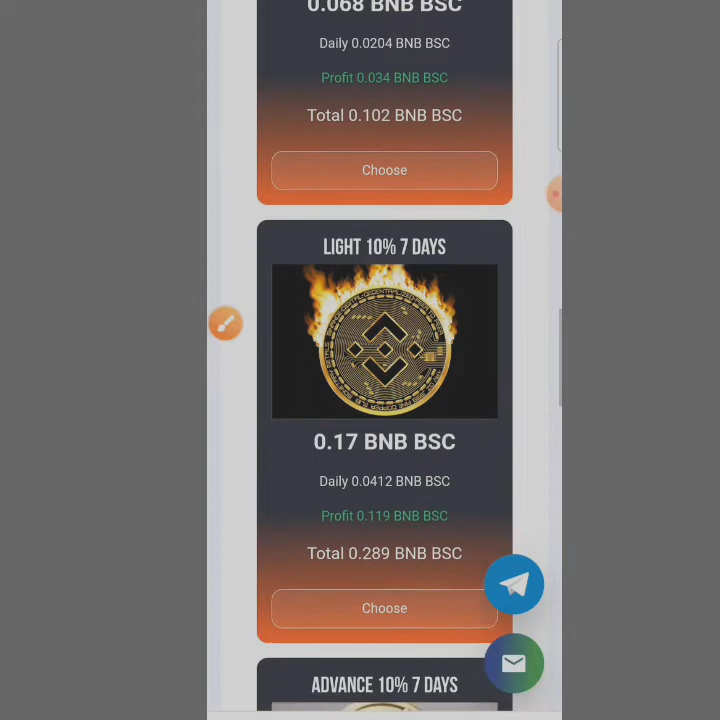 0.068 BNB BSC
Daily 0.0204 BNB BSC
Profit 0.034 BNB BSC
Total 0.102 BNB BSC
Choose
LIGHT 10% 7 DAYS
0.17 BNB BSC
Daily 0.0412 BNB BSC
Profit 0.119 BNB BSC
Total 0.289 BNB BSC
Choose
ADVANCE 10% 7 DAYS